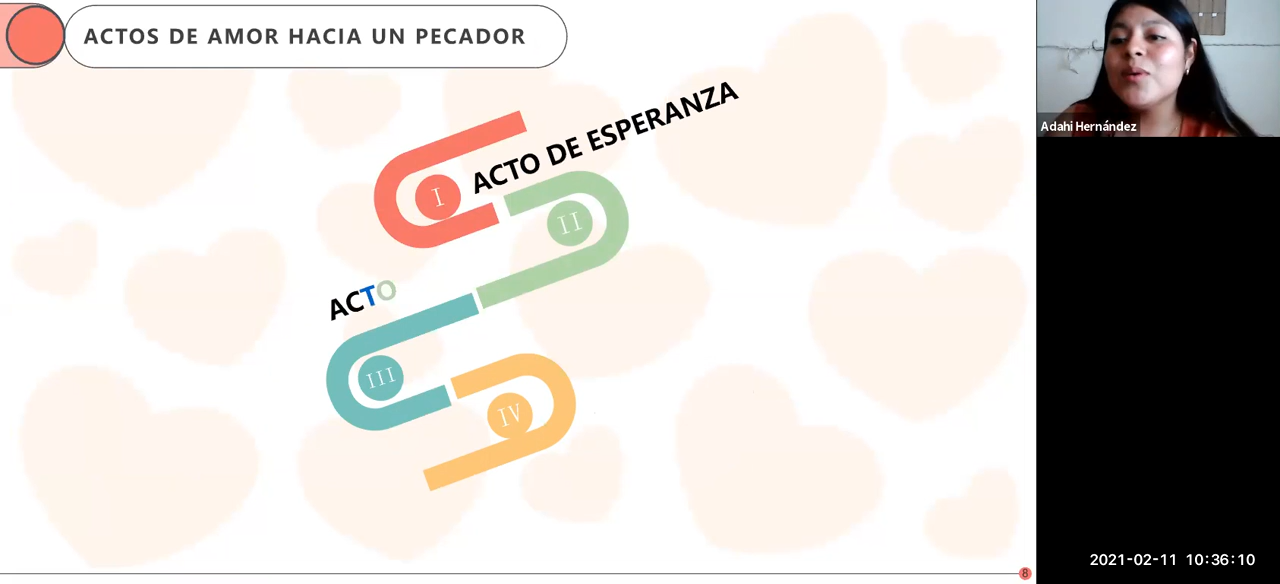 ACTOS DE AMOR HACIA UN PECADOR
Adahi Hernández
ACTO DE ESPERANZA
I
II
ACTO
III
IV
2021-02-11 10:36:10
8